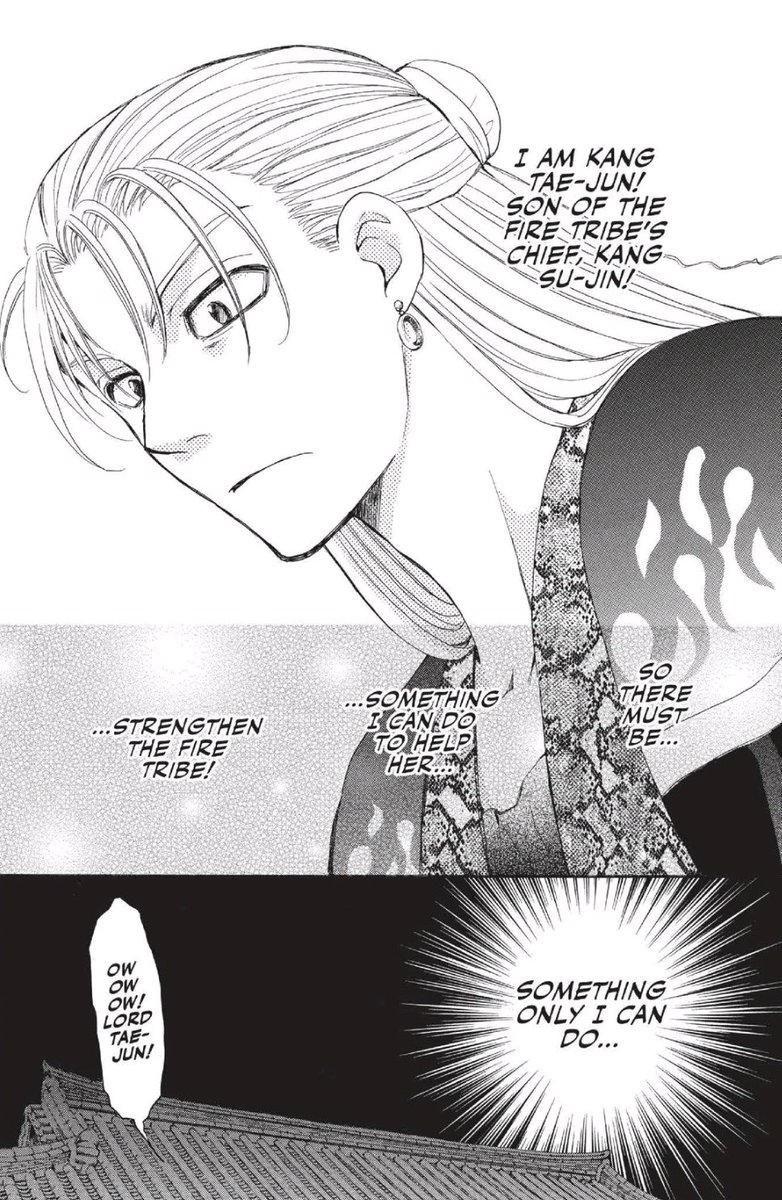 I AM KANG
TAE-JUN!
SON OF THE
FIRE TRIBE'S
CHIEF, KANG
SU-JIN!
SO
THERE
MUST
BE...
...SOMETHING
I CAN DO
TO HELP
HER...
...STRENGTHEN
THE FIRE
TRIBE!
SOMETHING
ONLY I CAN
DO...
OW
OW
OW!
LORD
TAE-
JUN!